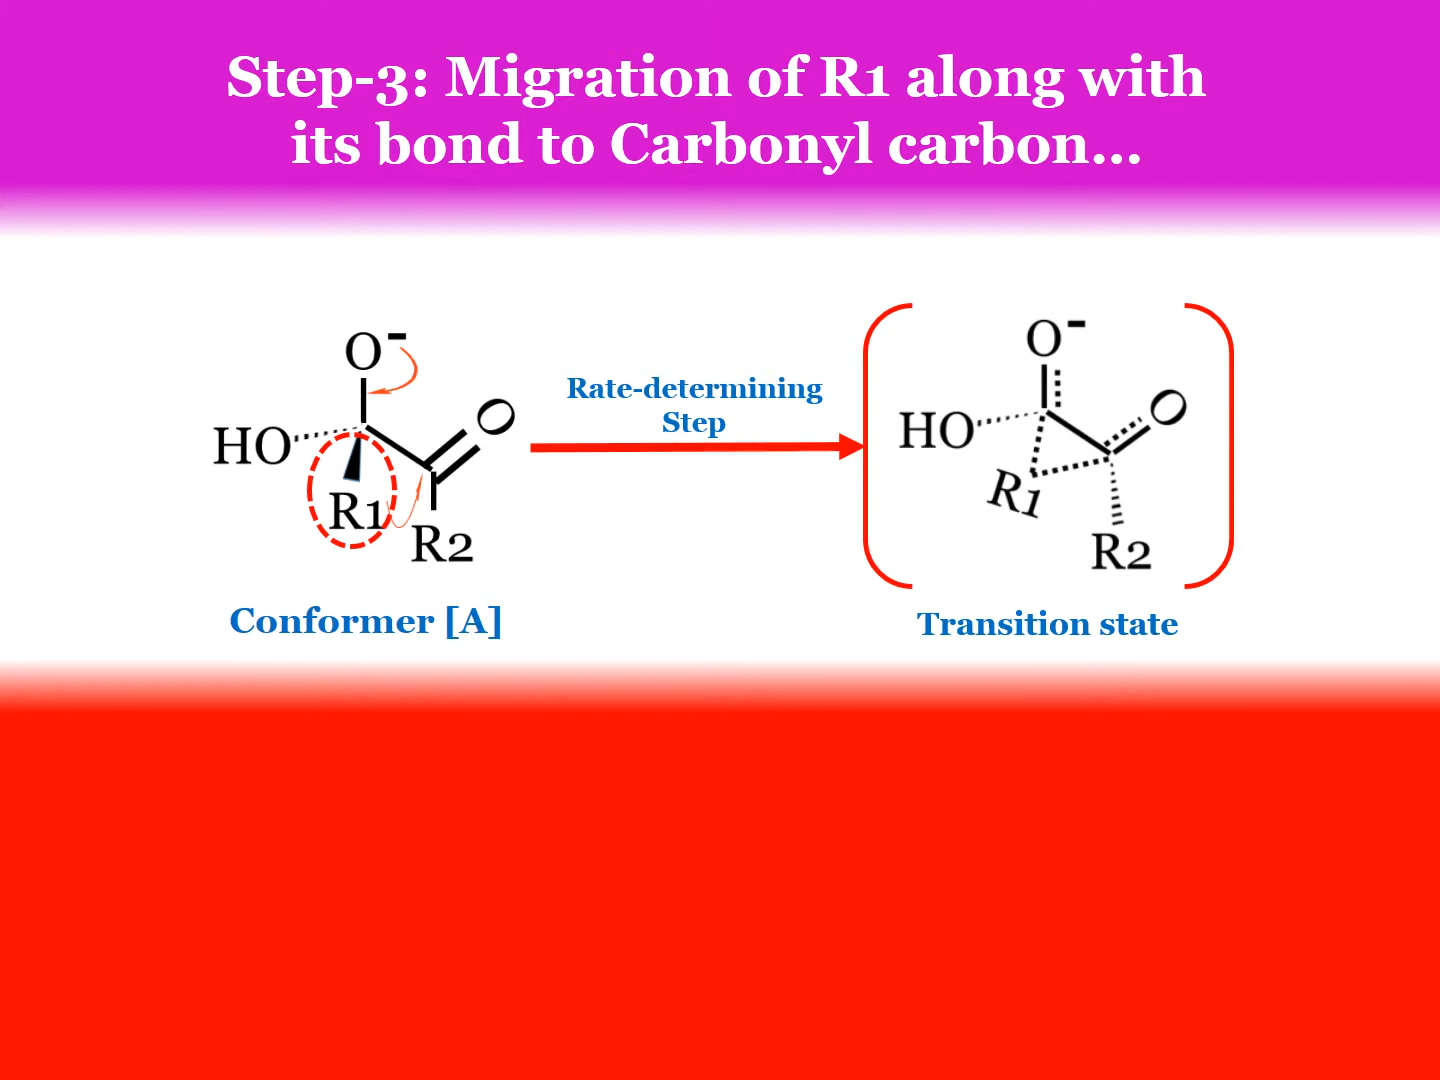 Step-3: Migration of R1 along with
its bond to Carbonyl carbon...
O-
HO
O
R1
R2
Conformer [A]
Rate-determining
Step
O-
HO
O
R1
R2
Transition state